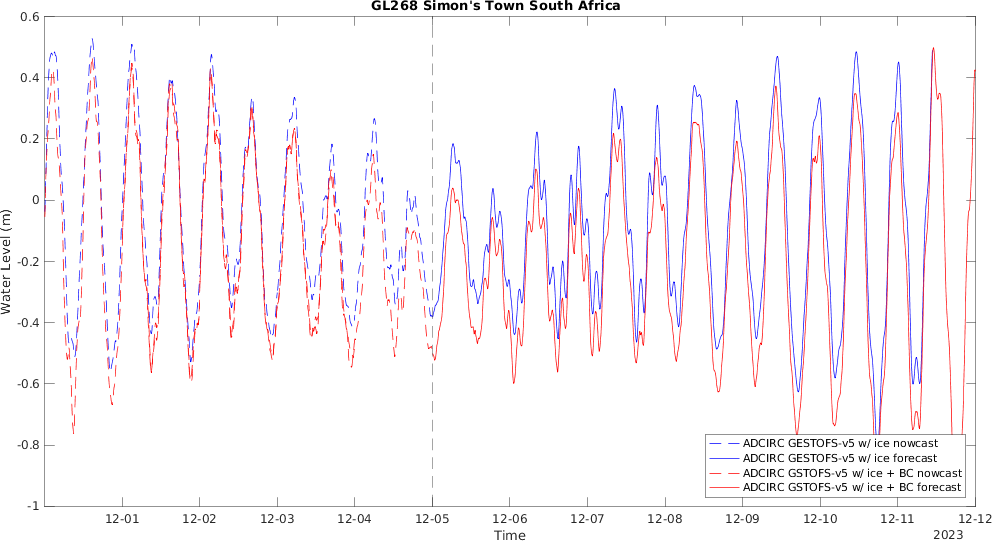 GL268 Simon's Town South Africa
0.6
0.4
0.2
0
-0.2
-0.4
-0.6
-0.8
-1
Water Level (m)
ADCIRC GESTOFS-v5 w/ ice nowcast
ADCIRC GESTOFS-v5 w/ ice forecast
ADCIRC GSTOFS-v5 w/ ice + BC nowcast
ADCIRC GSTOFS-v5 w/ ice + BC forecast
12-01 12-02 12-03 12-04 12-05 12-06 12-07 12-08 12-09 12-10 12-11 12-12
Time
2023